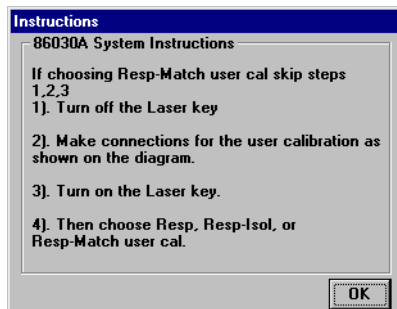 Instructions
86030A System Instructions
If choosing Resp-Match user cal skip steps
1,2,3
1). Turn off the Laser key
2). Make connections for the user calibration as
shown on the diagram.
3). Turn on the Laser key.
4). Then choose Resp, Resp-Isol, or
Resp-Match user cal.
OK